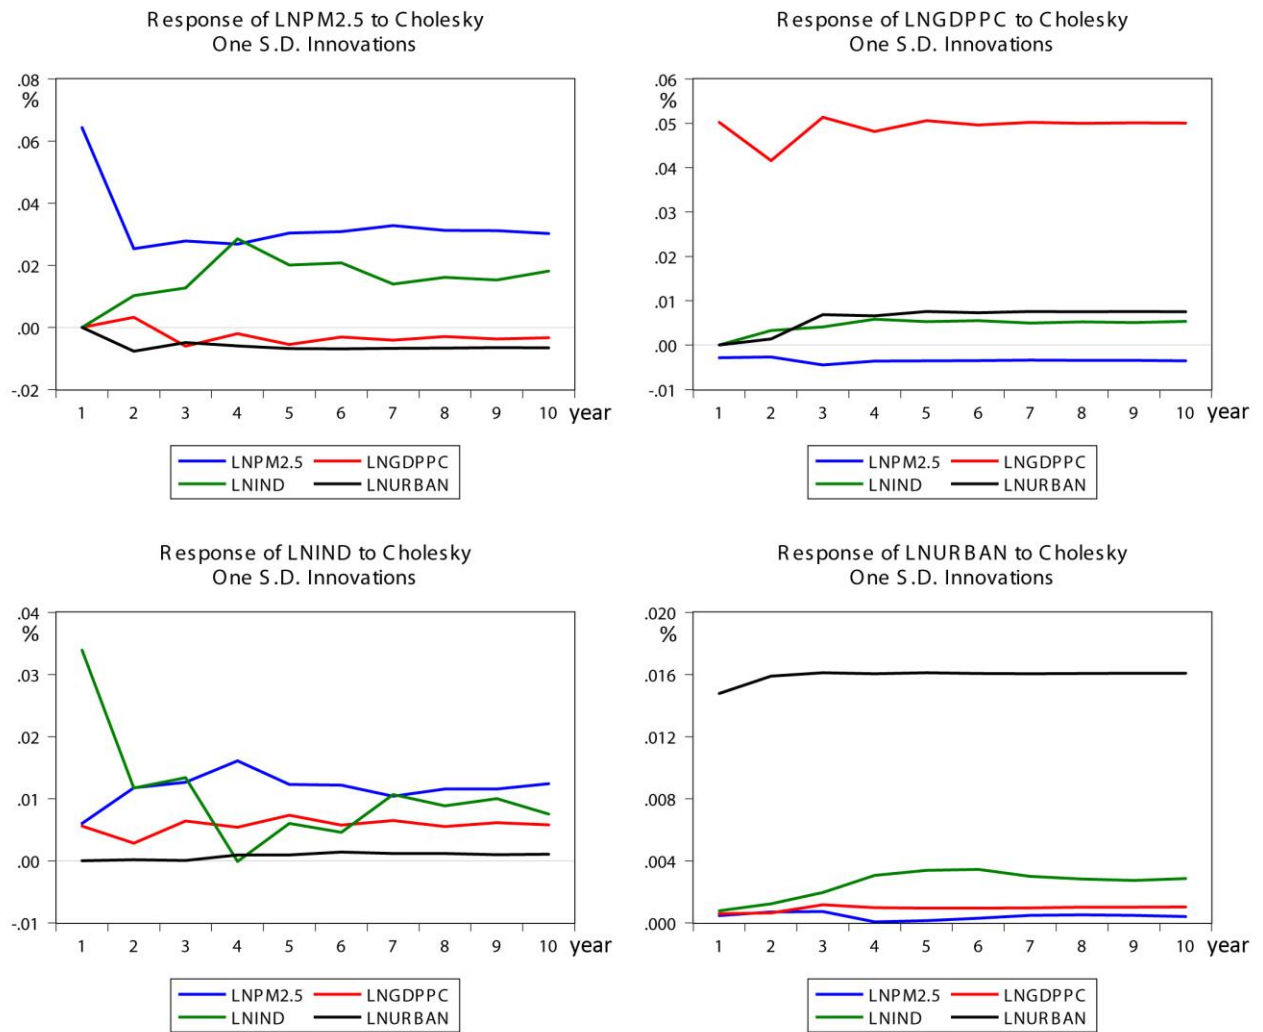 Response of LNPM2.5 to Cholesky
One S.D. Innovations
.08
%
.06
.04
.02
.00
-.02
1 2 3 4 5 6 7 8 9 10 year
LNPM2.5 LNGDPPC
LNIND LNURBAN
Response of LNGDPPC to Cholesky
One S.D. Innovations
.06
%
.05
.04
.03
.02
.01
.00
-.01
1 2 3 4 5 6 7 8 9 10 year
LNPM2.5 LNGDPPC
LNIND LNURBAN
Response of LNIND to Cholesky
One S.D. Innovations
.04
%
.03
.02
.01
.00
-.01
1 2 3 4 5 6 7 8 9 10 year
LNPM2.5 LNGDPPC
LNIND LNURBAN
Response of LNURBAN to Cholesky
One S.D. Innovations
.020
%
.016
.012
.008
.004
.000
1 2 3 4 5 6 7 8 9 10 year
LNPM2.5 LNGDPPC
LNIND LNURBAN